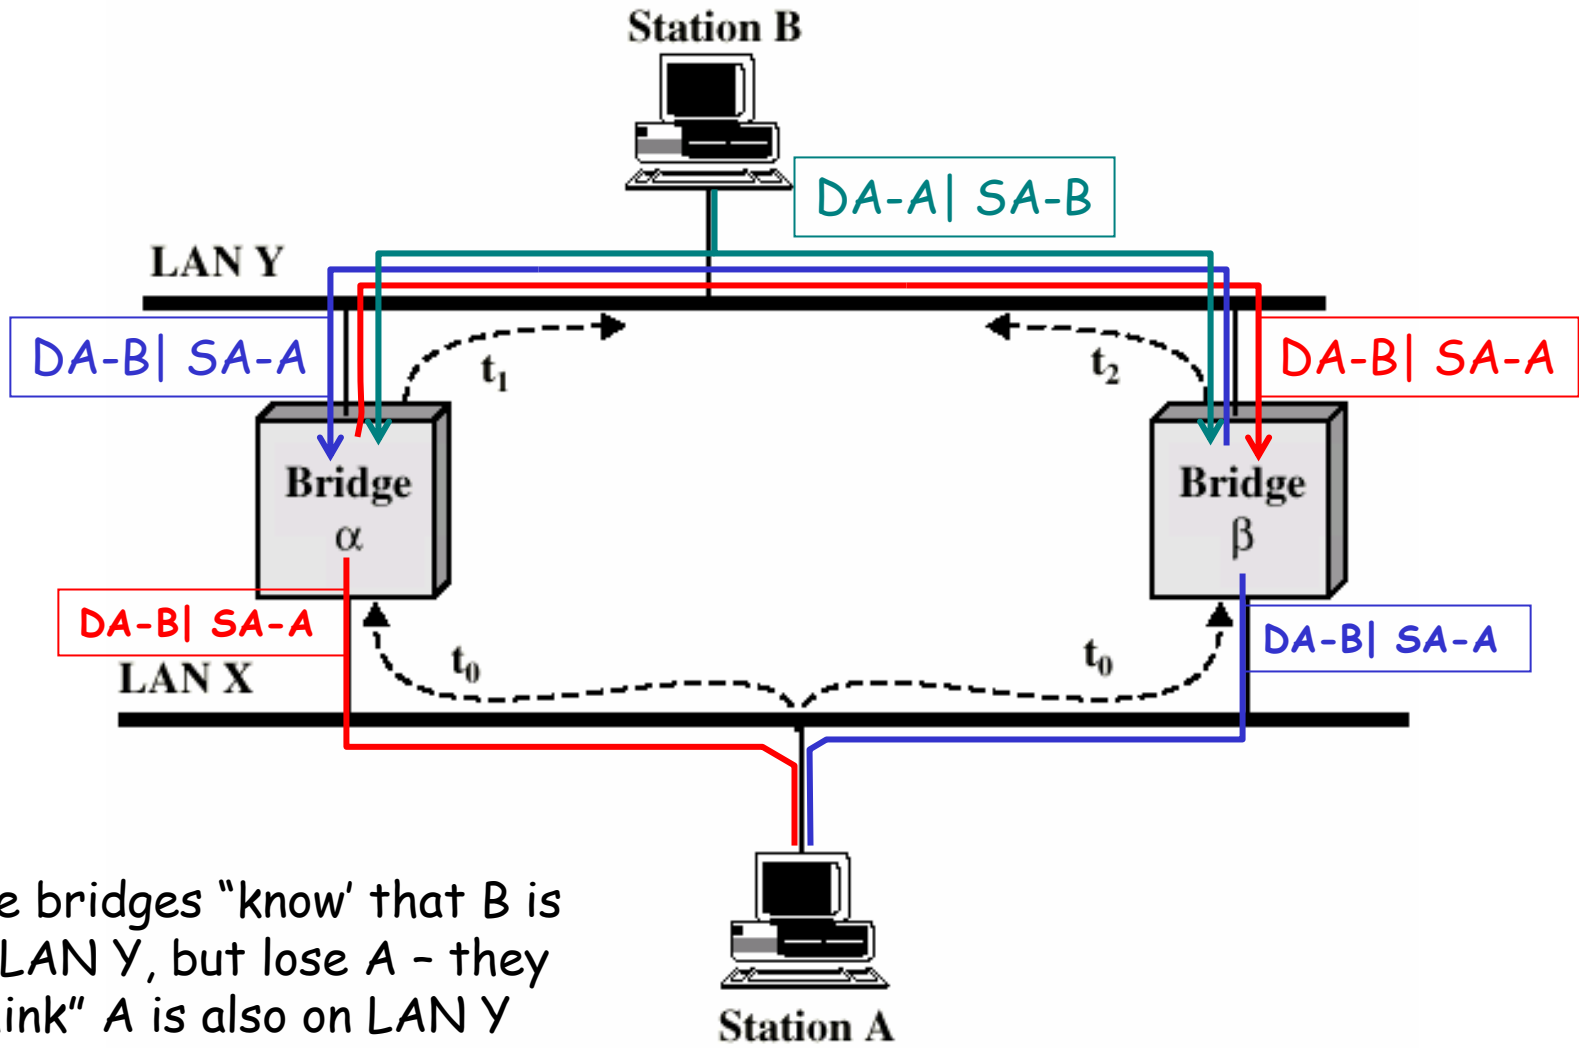 Station B
DA-A| SA-B
LAN Y
DA-B| SA-A
t1
t2
DA-B| SA-A
Bridge
α
Bridge
β
DA-B| SA-A
t0
t0
DA-B| SA-A
LAN X
e bridges “know’ that B is
LAN Y, but lose A – they
ink” A is also on LAN Y
Station A